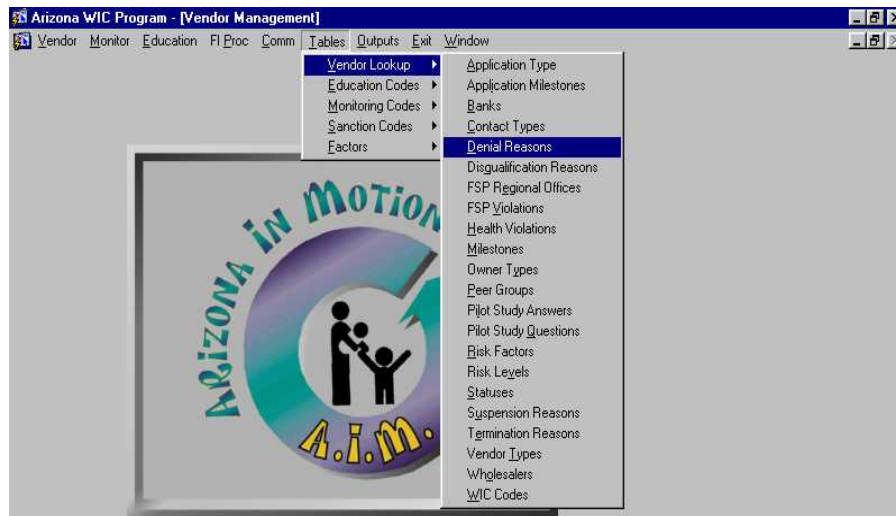 Arizona WIC Program - [Vendor Management]
Vendor Monitor Education FI Proc Comm Tables Outputs Exit Window
Vendor Lookup
Education Codes
Monitoring Codes
Sanction Codes
Factors
Application Type
Application Milestones
Banks
Contact Types
Denial Reasons
Disqualification Reasons
FSP Regional Offices
FSP Violations
Health Violations
Milestones
Owner Types
Peer Groups
Pilot Study Answers
Pilot Study Questions
Risk Factors
Risk Levels
Statuses
Suspension Reasons
Termination Reasons
Vendor Types
Wholesalers
WIC Codes
ARIZONA IN MOTION
A.I.M.